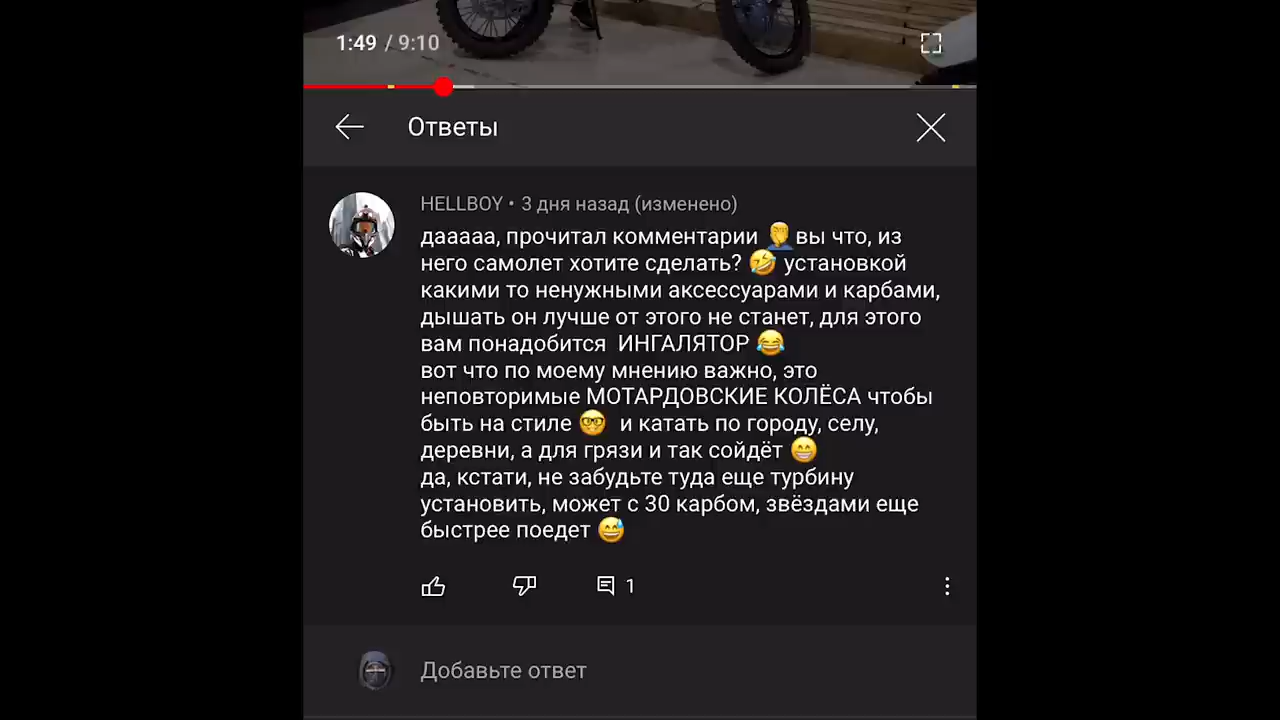 1:49 / 9:10
Ответы
HELLBOY • 3 дня назад (изменено)
дааааа, прочитал комментарии 🤦‍♂️вы что, из
него самолет хотите сделать? 🤣 установкой
какими то ненужными аксессуарами и карбами,
дышать он лучше от этого не станет, для этого
вам понадобится ИНГАЛЯТОР 😂
вот что по моему мнению важно, это
неповторимые МОТАРДОВСКИЕ КОЛЁСА чтобы
быть на стиле 🤓 и катать по городу, селу,
деревни, а для грязи и так сойдёт 😁
да, кстати, не забудьте туда еще турбину
установить, может с 30 карбом, звёздами еще
быстрее поедет 😅
1
Добавьте ответ